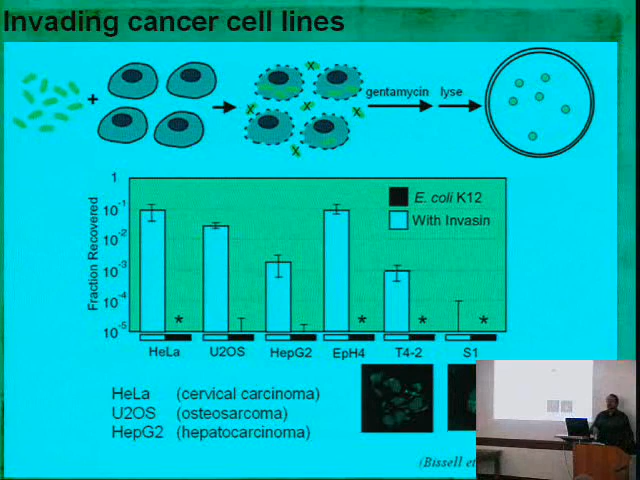 Invading cancer cell lines
gentamycin lyse
1
10-1
10-2
10-3
10-4
10-5
Fraction Recovered
E. coli K12
With Invasin
* * * *
HeLa U2OS HepG2 EpH4 T4-2 S1
HeLa (cervical carcinoma)
U2OS (osteosarcoma)
HepG2 (hepatocarcinoma)
(Bissell et